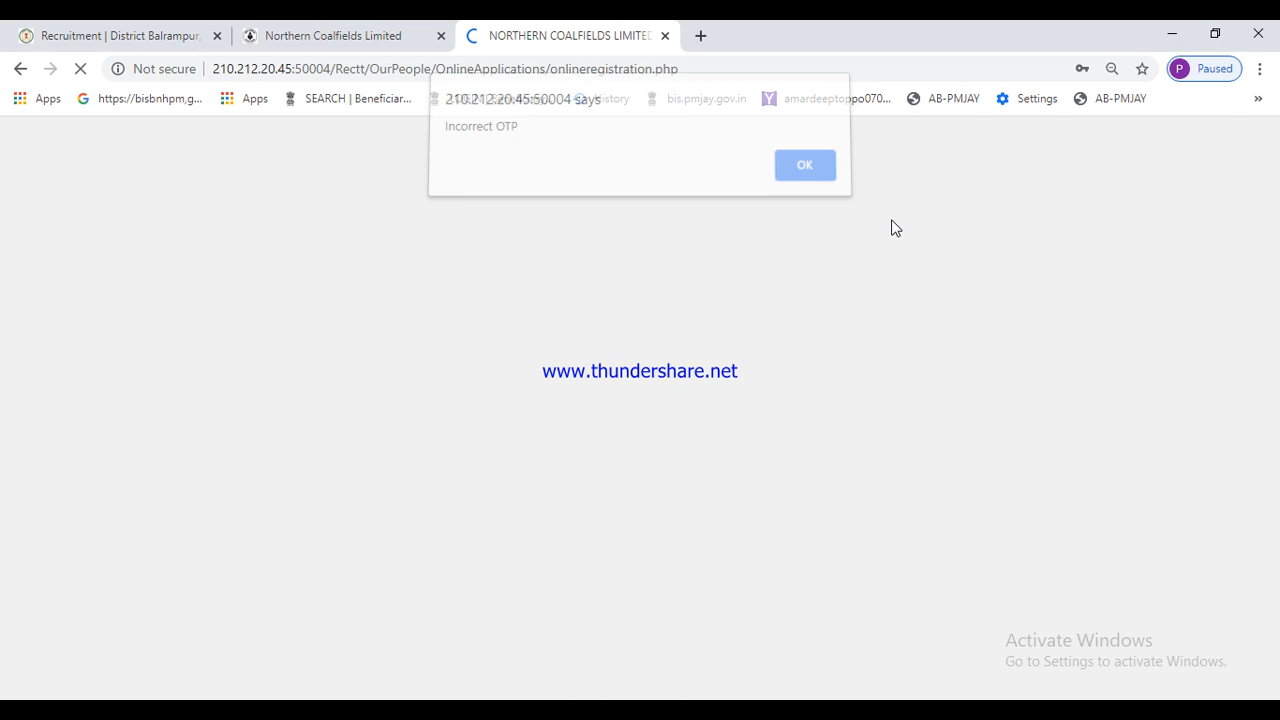 Recruitment | District Balrampur,
Northern Coalfields Limited
NORTHERN COALFIELDS LIMITE
Not secure
210.212.20.45:50004/Rectt/OurPeople/OnlineApplications/onlineregistration.php
P Paused
Apps
https://bisbnhpm,g...
Apps
SEARCH | Beneficiar...
History
bis.pmjay.gov.in
amardeeptoppo070...
AB-PMJAY
Settings
AB-PMJAY
»
210.212.20.45:50004 says
Incorrect OTP
OK
www.thundershare.net
Activate Windows
Go to Settings to activate Windows.